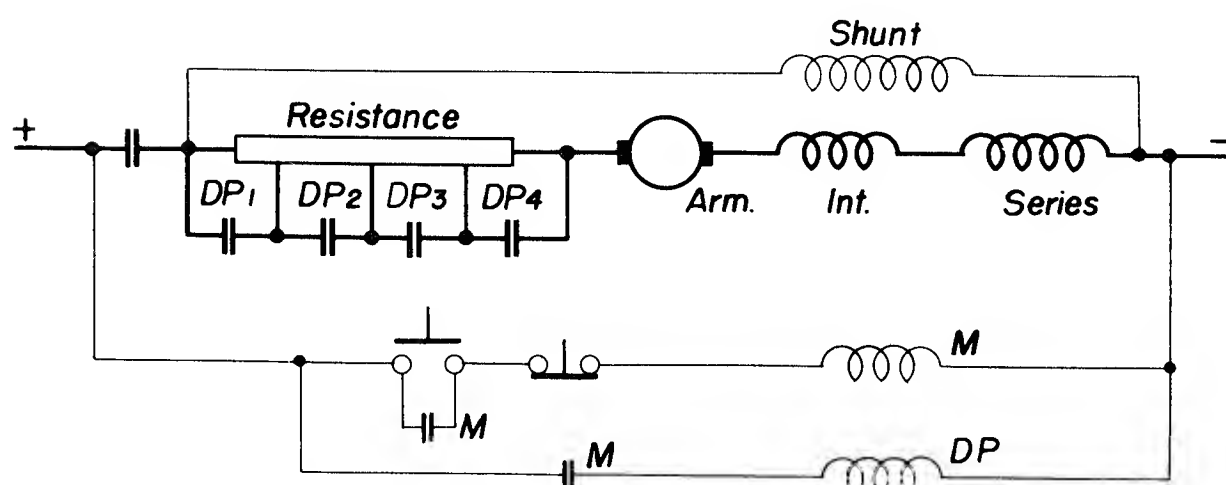 Shunt
+
Resistance
-
DP1 DP2 DP3 DP4
Arm. Int. Series
M
M
M DP